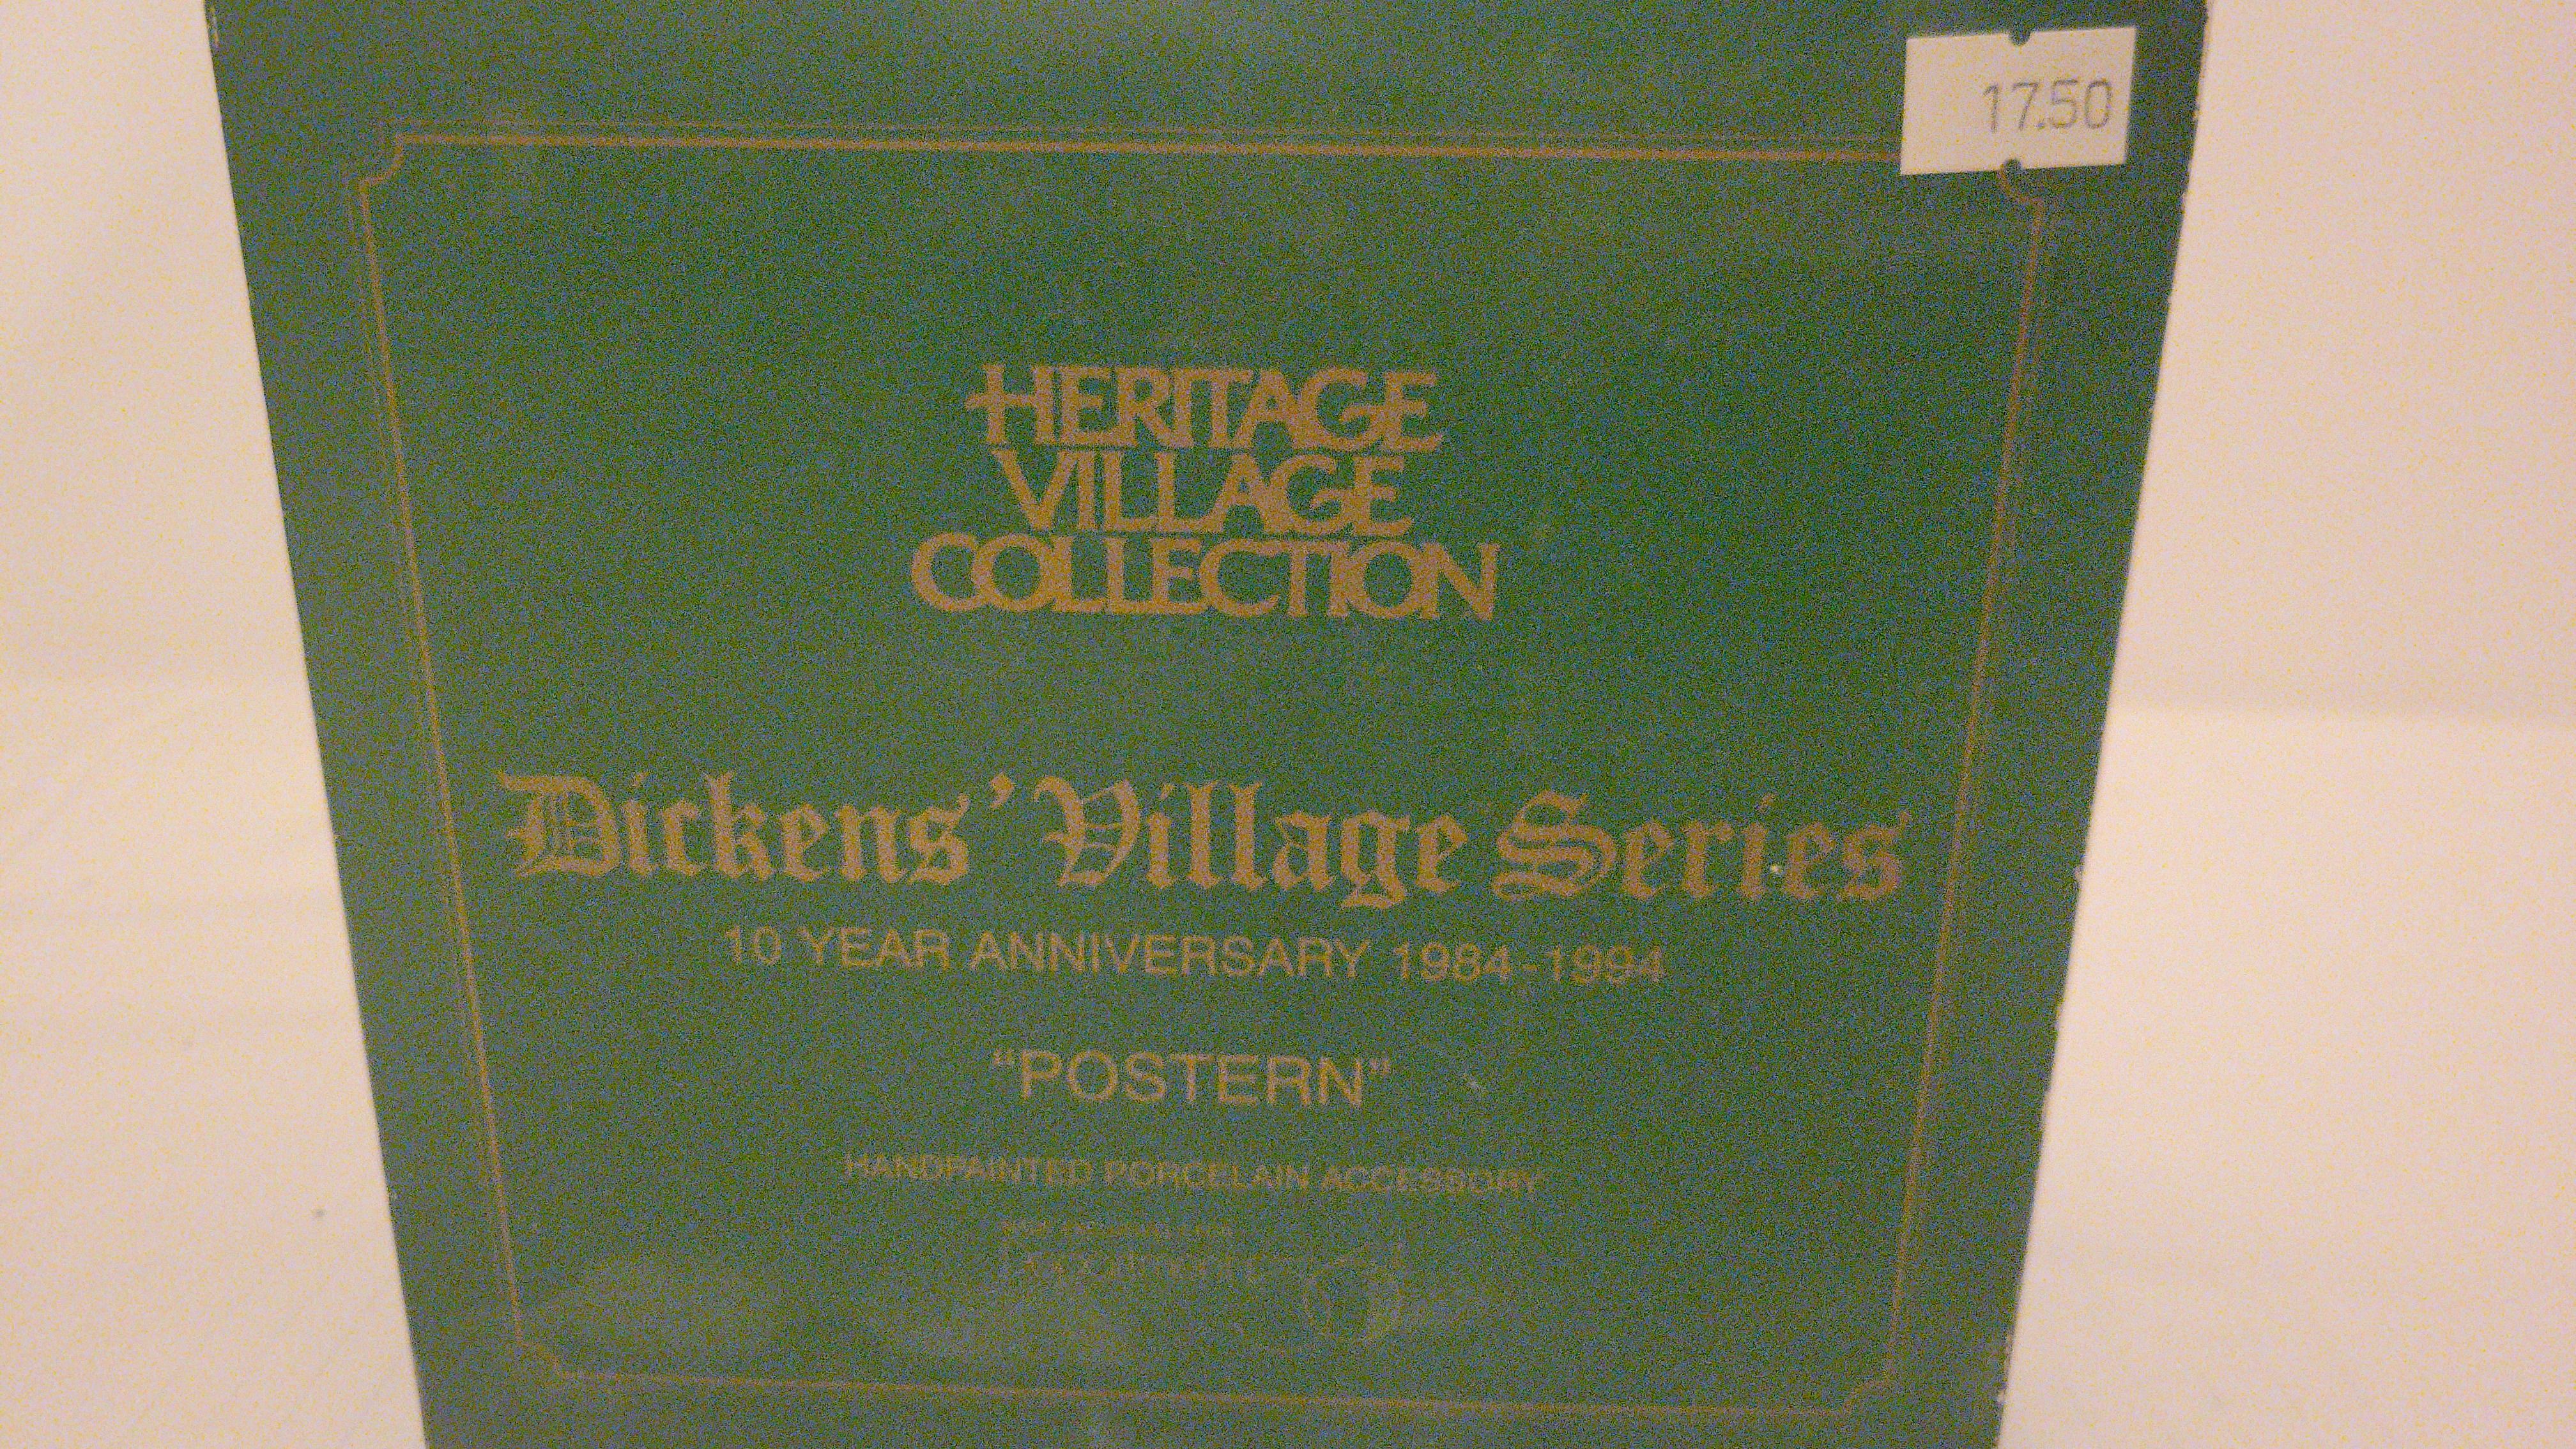 17.50
HERITAGE
VILLAGE
COLLECTION
Dickens' Village Series
10 YEAR ANNIVERSARY 1984-1994
“POSTERN”
HANDPAINTED PORCELAIN ACCESSORY